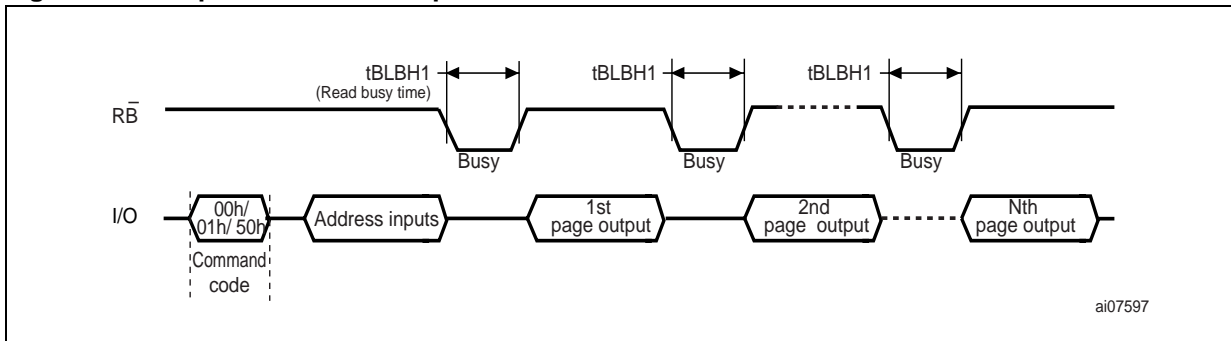 tBLBH1
(Read busy time)
tBLBH1
tBLBH1
RB̅
Busy
Busy
Busy
I/O
00h/
01h/ 50h
Address inputs
1st
page output
2nd
page output
Nth
page output
Command
code
ai07597